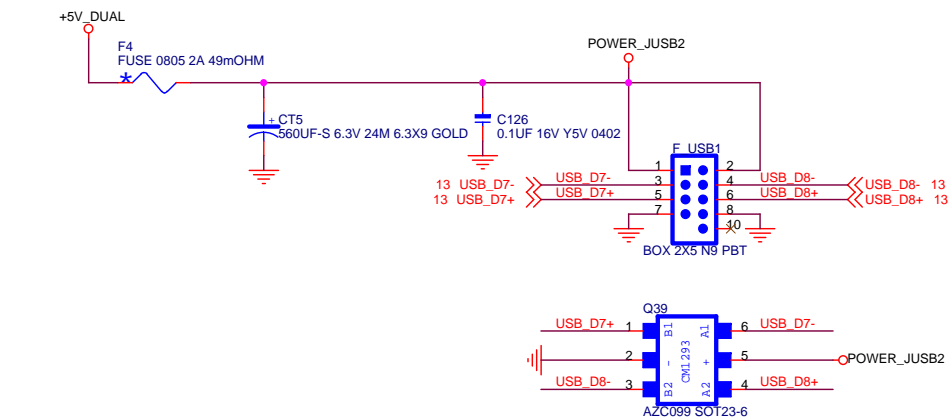 +5V_DUAL
F4
FUSE 0805 2A 49mOHM
*
POWER_JUSB2
+ CT5
560UF-S 6.3V 24M 6.3X9 GOLD
C126
0.1UF 16V Y5V 0402
F_USB1
1 2
13 USB_D7- USB_D7- 3 4 USB_D8- USB_D8- 13
13 USB_D7+ USB_D7+ 5 6 USB_D8+ USB_D8+ 13
7 8
10
BOX 2X5 N9 PBT
Q39
USB_D7+ 1 B1 A1 6 USB_D7-
2 - CM1293 + 5 POWER_JUSB2
USB_D8- 3 B2 A2 4 USB_D8+
AZC099 SOT23-6